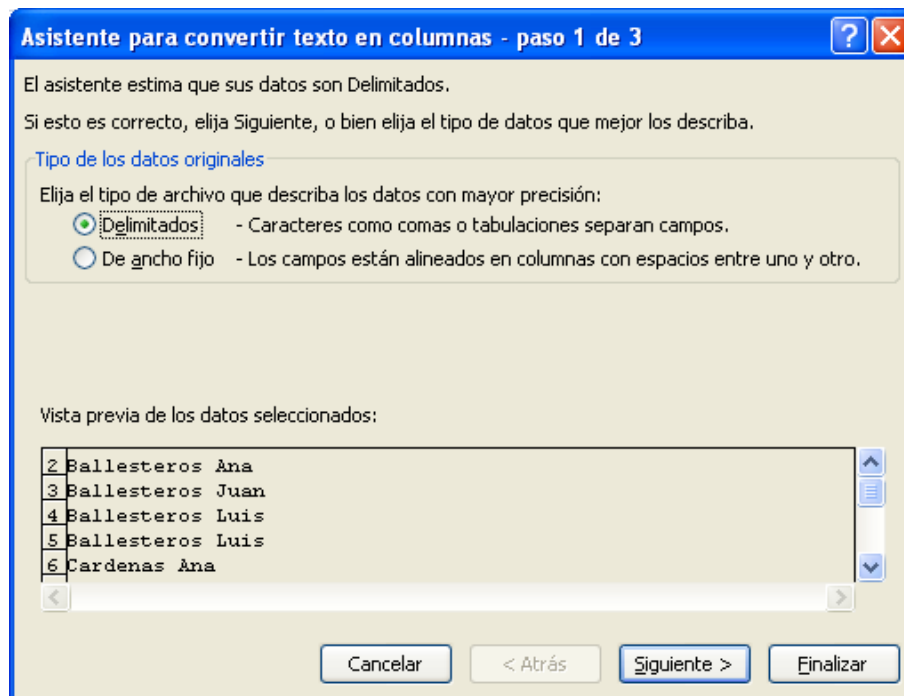 Asistente para convertir texto en columnas - paso 1 de 3
El asistente estima que sus datos son Delimitados.
Si esto es correcto, elija Siguiente, o bien elija el tipo de datos que mejor los describa.
Tipo de los datos originales
Elija el tipo de archivo que describa los datos con mayor precisión:
Delimitados - Caracteres como comas o tabulaciones separan campos.
De ancho fijo - Los campos están alineados en columnas con espacios entre uno y otro.
Vista previa de los datos seleccionados:
2 Ballesteros Ana
3 Ballesteros Juan
4 Ballesteros Luis
5 Ballesteros Luis
6 Cardenas Ana
Cancelar < Atrás Siguiente > Finalizar